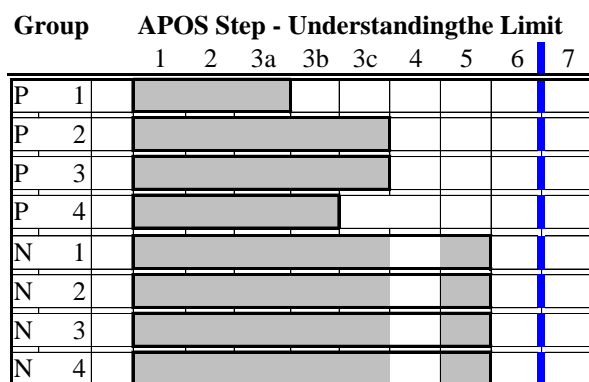 Group APOS Step - Understandingthe Limit
1 2 3a 3b 3c 4 5 6 7
P 1
P 2
P 3
P 4
N 1
N 2
N 3
N 4